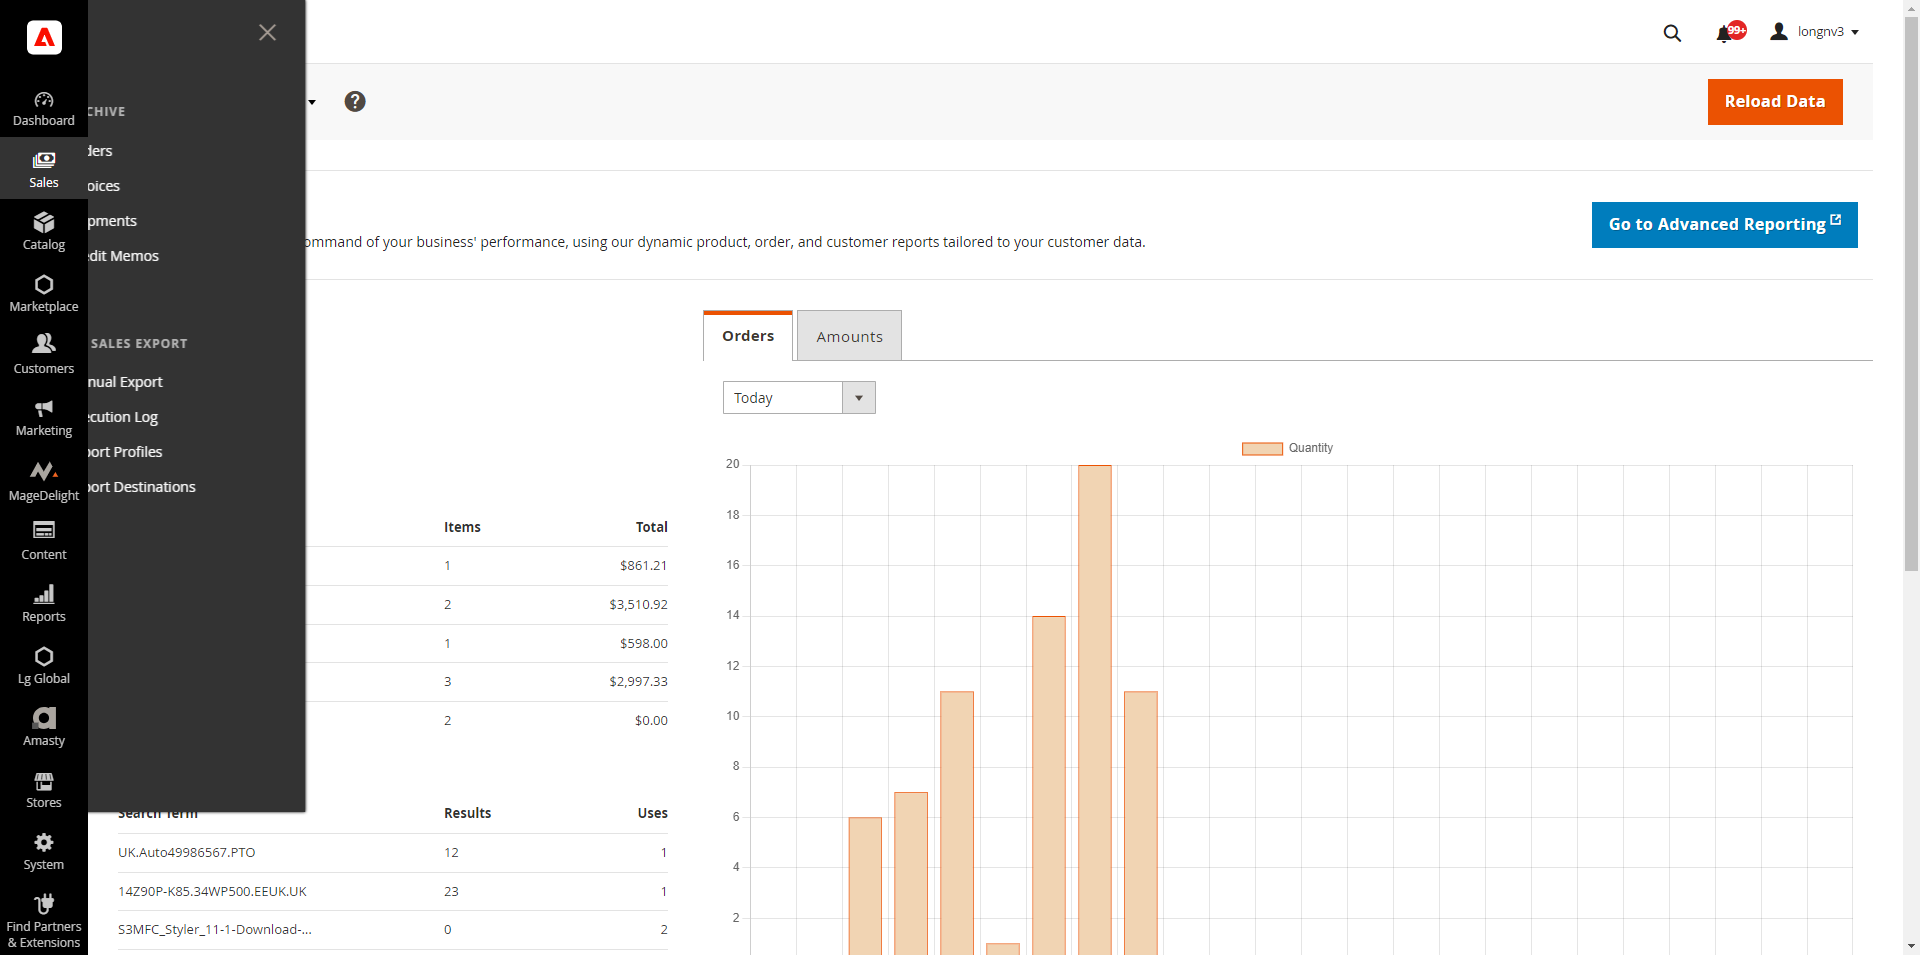 Dashboard
Sales
Catalog
Marketplace
Customers
Marketing
MageDelight
Content
Reports
Lg Global
Amasty
Stores
System
Find Partners
& Extensions
CHIVE
ders
oices
pments
edit Memos
SALES EXPORT
nual Export
ecution Log
port Profiles
port Destinations
99+
longnv3
?
Reload Data
ommand of your business' performance, using our dynamic product, order, and customer reports tailored to your customer data.
Go to Advanced Reporting
Items Total
1 $861.21
2 $3,510.92
1 $598.00
3 $2,997.33
2 $0.00
Search Term Results Uses
UK.Auto49986567.PTO 12 1
14Z90P-K85.34WP500.EEUK.UK 23 1
S3MFC_Styler_11-1-Download-... 0 2
Orders Amounts
Today
Quantity
20
18
16
14
12
10
8
6
4
2